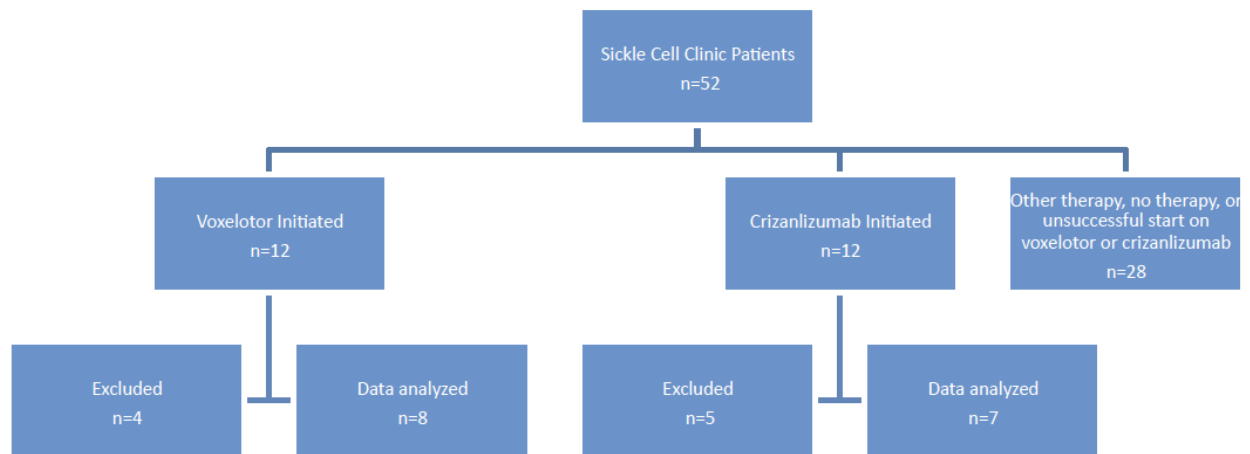 Sickle Cell Clinic Patients
n=52
Voxelotor Initiated
n=12
Crizanlizumab Initiated
n=12
Other therapy, no therapy, or
unsuccessful start on
voxelotor or crizanlizumab
n=28
Excluded
n=4
Data analyzed
n=8
Excluded
n=5
Data analyzed
n=7